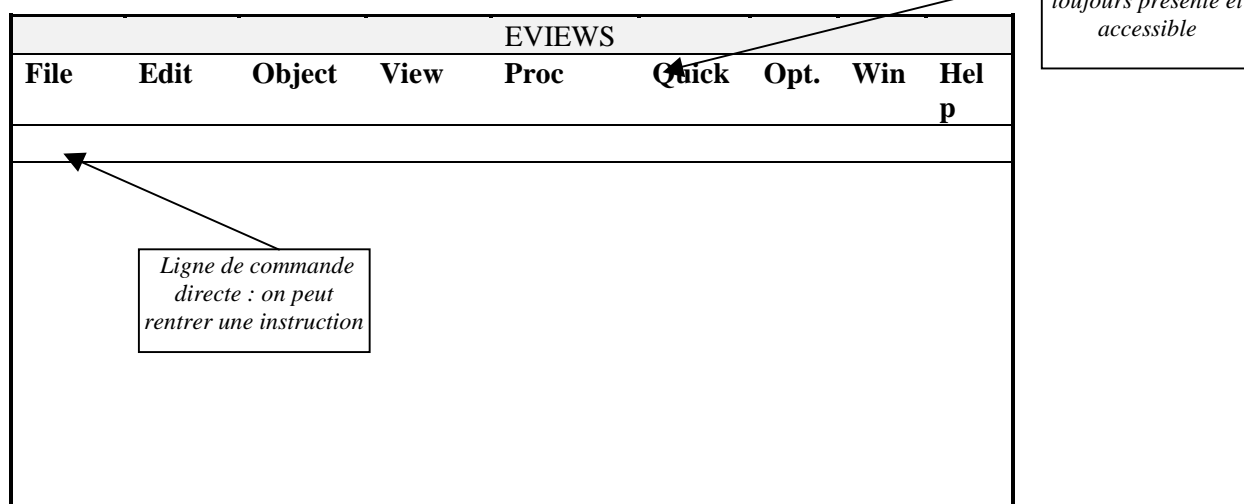 toujours présente et
accessible
EVIEWS
File Edit Object View Proc Quick Opt. Win Hel
p
Ligne de commande
directe : on peut
rentrer une instruction